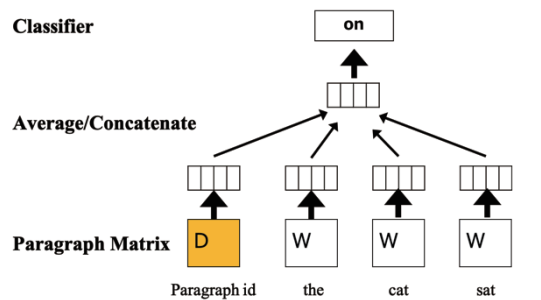 Classifier
on
Average/Concatenate
Paragraph Matrix
D
W
W
W
Paragraph id
the
cat
sat